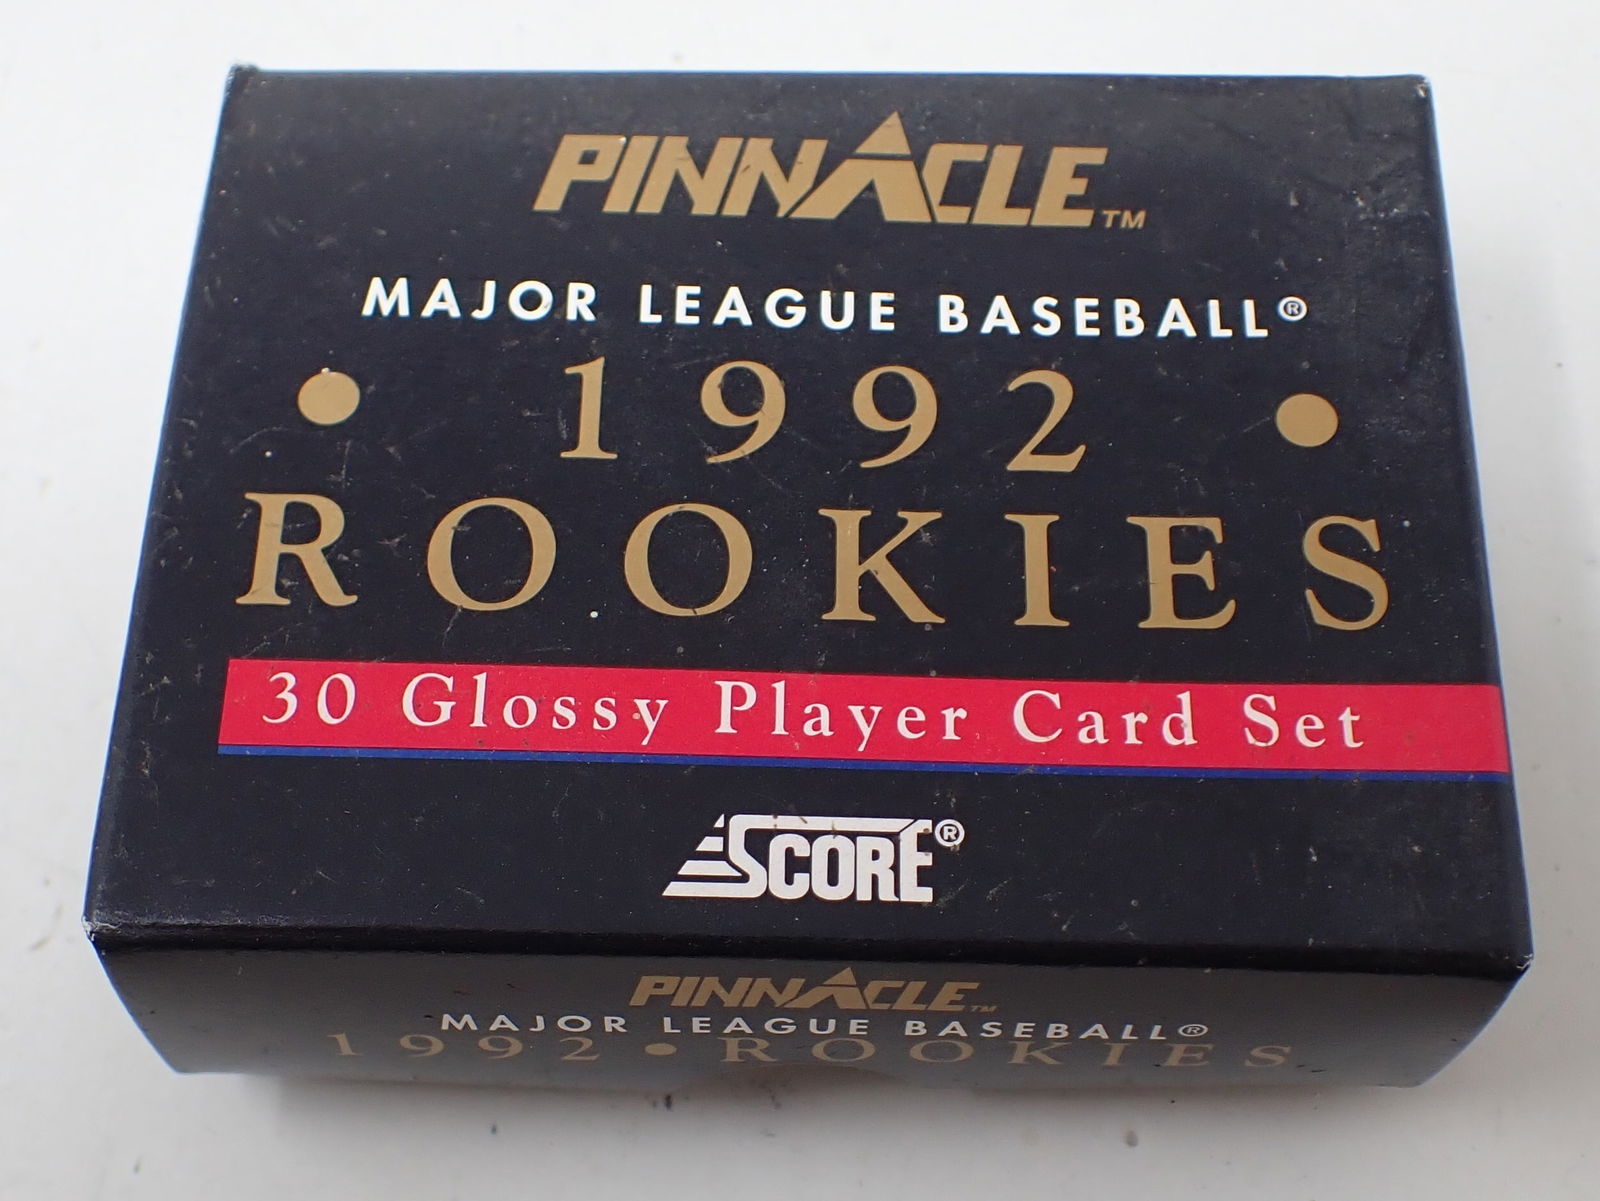 PINNACLE™
MAJOR LEAGUE BASEBALL®
• 1992 •
ROOKIES
30 Glossy Player Card Set
SCORE®
PINNACLE™
MAJOR LEAGUE BASEBALL®
1992 • ROOKIES